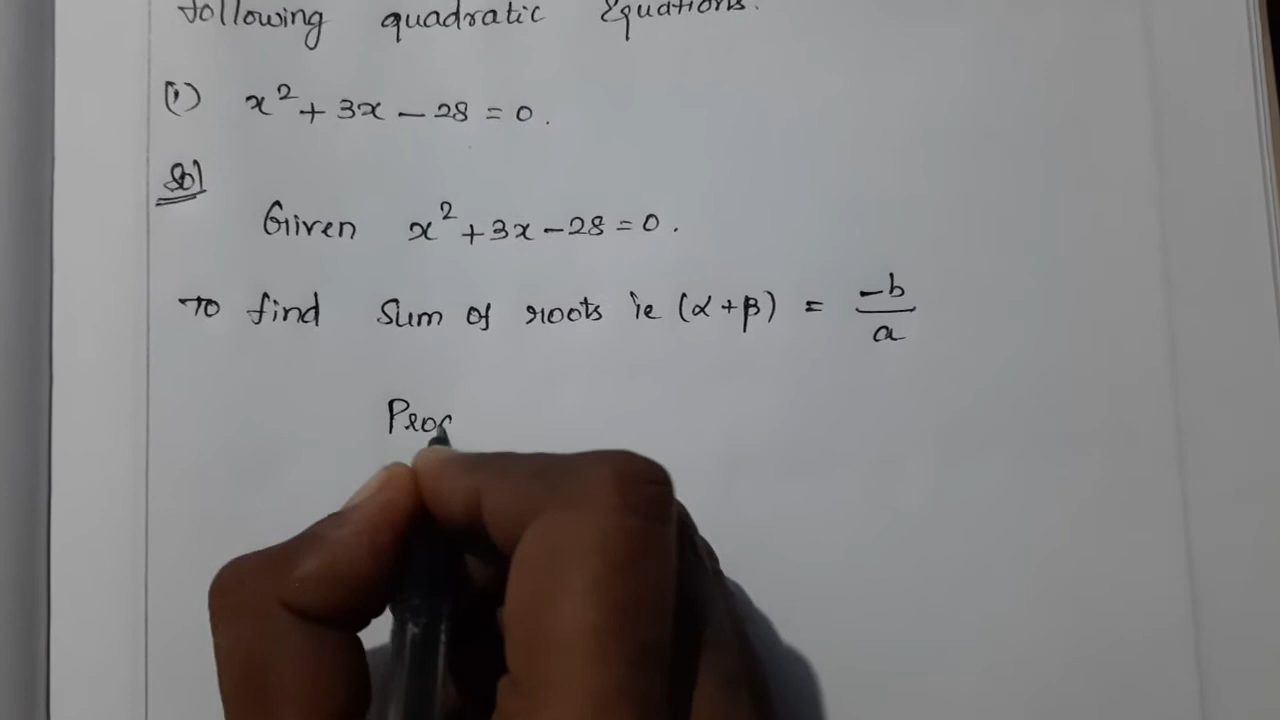 following quadratic Equations.
(i) x² + 3x - 28 = 0.
Sol
Given x² + 3x - 28 = 0.
To find Sum of roots ie (α + β) = -b/a
Proc